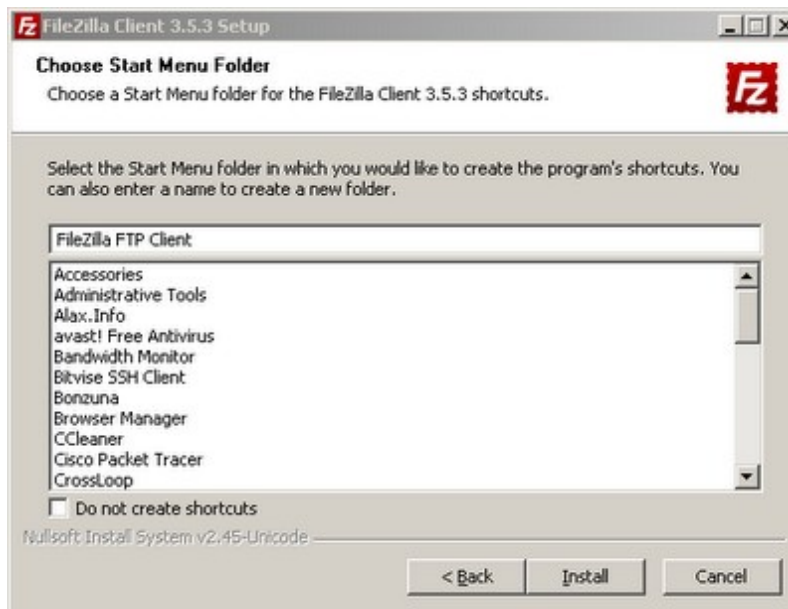 FileZilla Client 3.5.3 Setup
Choose Start Menu Folder
Choose a Start Menu folder for the FileZilla Client 3.5.3 shortcuts.
Fz
Select the Start Menu folder in which you would like to create the program's shortcuts. You
can also enter a name to create a new folder.
FileZilla FTP Client
Accessories
Administrative Tools
Alax.Info
avast! Free Antivirus
Bandwidth Monitor
Bitvise SSH Client
Bonzuna
Browser Manager
CCleaner
Cisco Packet Tracer
CrossLoop
Do not create shortcuts
Nullsoft Install System v2.45-Unicode
< Back
Install
Cancel